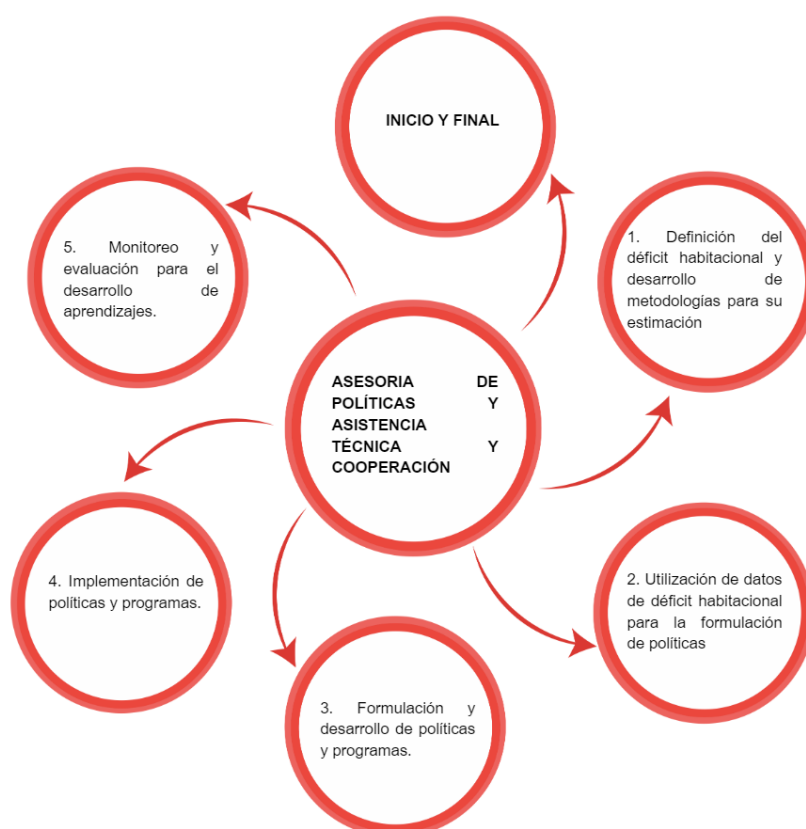 INICIO Y FINAL
1. Definición del
déficit habitacional y
desarrollo de
metodologías para su
estimación
2. Utilización de datos
de déficit habitacional
para la formulación
de políticas
3. Formulación y
desarrollo de políticas
y programas.
4. Implementación de
políticas y programas.
5. Monitoreo y
evaluación para el
desarrollo de
aprendizajes.
ASESORIA DE
POLÍTICAS Y
ASISTENCIA
TÉCNICA Y
COOPERACIÓN